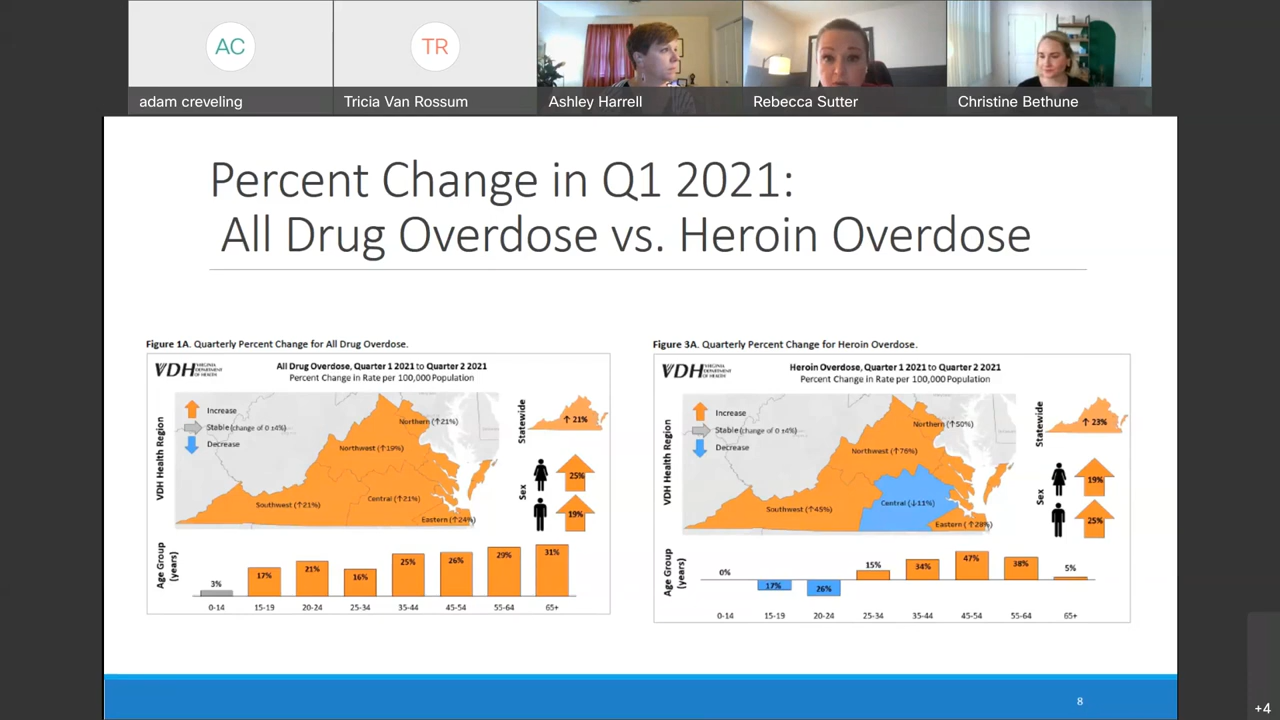 AC
TR
adam creveling
Tricia Van Rossum
Ashley Harrell
Rebecca Sutter
Christine Bethune
Percent Change in Q1 2021:
All Drug Overdose vs. Heroin Overdose
Figure 1A. Quarterly Percent Change for All Drug Overdose.
VDH VIRGINIA DEPARTMENT OF HEALTH
All Drug Overdose, Quarter 1 2021 to Quarter 2 2021
Percent Change in Rate per 100,000 Population
Increase
Stable (change of 0 ±4%)
Decrease
VDH Health Region
Northern (↑21%)
Northwest (↑19%)
Central (↑21%)
Southwest (↑21%)
Eastern (↑24%)
Statewide
↑ 21%
Sex
25%
19%
Age Group
(years)
3%
17%
21%
16%
25%
26%
29%
31%
0-14
15-19
20-24
25-34
35-44
45-54
55-64
65+
Figure 3A. Quarterly Percent Change for Heroin Overdose.
VDH VIRGINIA DEPARTMENT OF HEALTH
Heroin Overdose, Quarter 1 2021 to Quarter 2 2021
Percent Change in Rate per 100,000 Population
Increase
Stable (change of 0 ±4%)
Decrease
VDH Health Region
Northern (↑50%)
Northwest (↑76%)
Central (↓11%)
Southwest (↑45%)
Eastern (↑28%)
Statewide
↑ 23%
Sex
19%
25%
Age Group
(years)
0%
17%
26%
15%
34%
47%
38%
5%
0-14
15-19
20-24
25-34
35-44
45-54
55-64
65+
8
+4